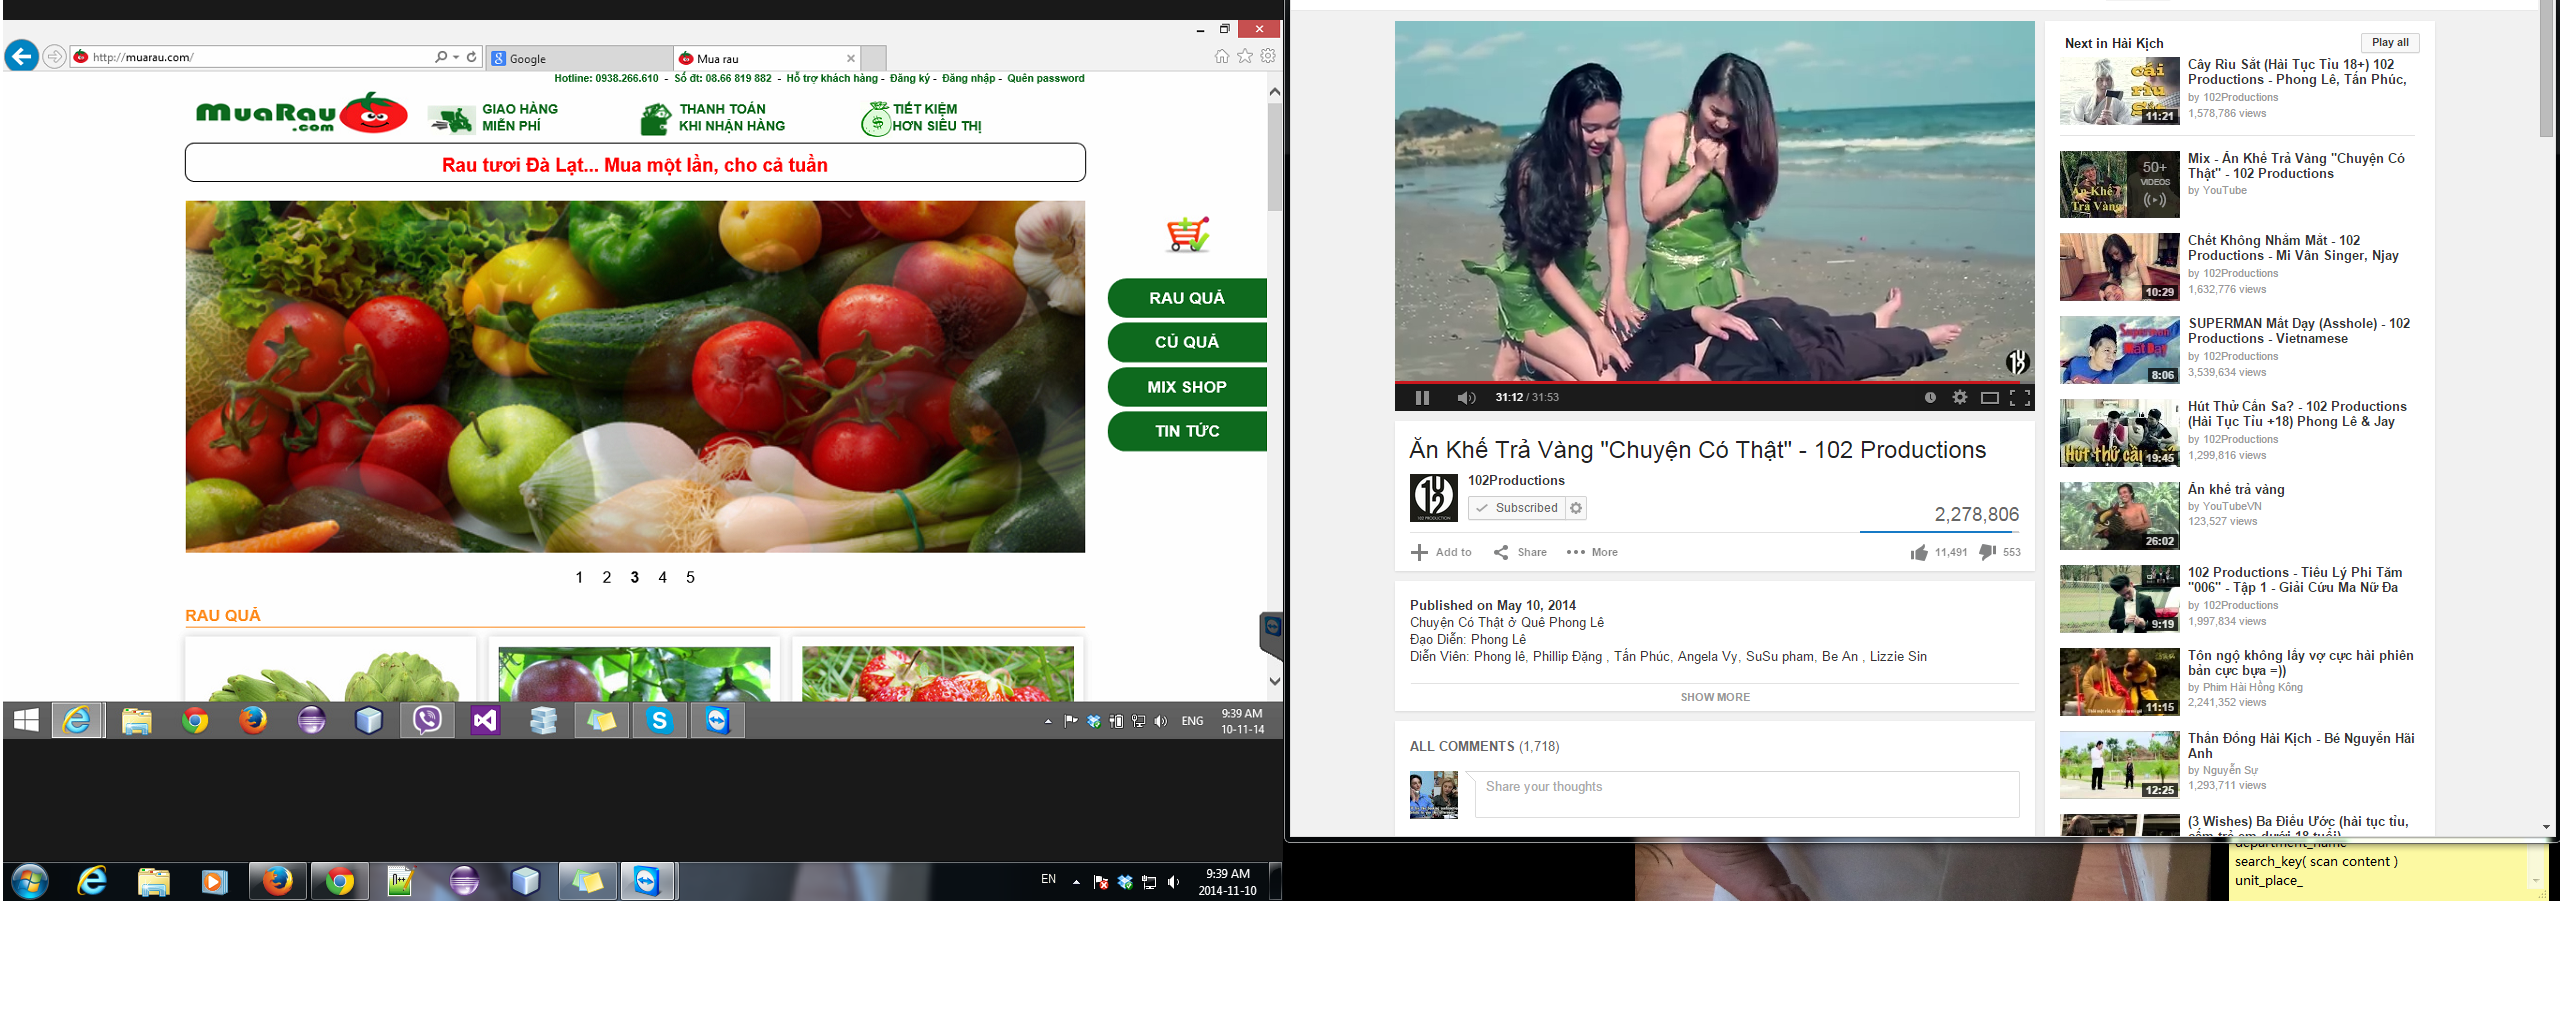 http://muarau.com/
Google
Mua rau
Hotline: 0938.266.610 - Số đt: 08.66 819 882 - Hỗ trợ khách hàng - Đăng ký - Đăng nhập - Quên password
MuaRau
.com
GIAO HÀNG
MIỄN PHÍ
THANH TOÁN
KHI NHẬN HÀNG
TIẾT KIỆM
HƠN SIÊU THỊ
Rau tươi Đà Lạt... Mua một lần, cho cả tuần
RAU QUẢ
CỦ QUẢ
MIX SHOP
TIN TỨC
1 2 3 4 5
RAU QUẢ
ENG
9:39 AM
10-11-14
EN
9:39 AM
2014-11-10
31:12 / 31:53
Ăn Khế Trả Vàng "Chuyện Có Thật" - 102 Productions
102Productions
Subscribed
2,278,806
Add to
Share
More
11,491
553
Published on May 10, 2014
Chuyện Có Thật ở Quê Phong Lê
Đạo Diễn: Phong Lê
Diễn Viên: Phong lê, Phillip Đặng , Tấn Phúc, Angela Vy, SuSu pham, Be An , Lizzie Sin
SHOW MORE
ALL COMMENTS (1,718)
Share your thoughts
Next in Hài Kịch
Play all
Cây Rìu Sắt (Hài Tục Tỉu 18+) 102
Productions - Phong Lê, Tấn Phúc,
by 102Productions
1,578,786 views
11:21
Mix - Ăn Khế Trả Vàng "Chuyện Có
Thật" - 102 Productions
by YouTube
50+
VIDEOS
Ăn Khế
Trả Vàng
Chết Không Nhắm Mắt - 102
Productions - Mi Vân Singer, Njay
by 102Productions
1,632,776 views
10:29
SUPERMAN Mất Dạy (Asshole) - 102
Productions - Vietnamese
by 102Productions
3,539,634 views
8:06
Hút Thử Cần Sa? - 102 Productions
(Hài Tục Tỉu +18) Phong Lê & Jay
by 102Productions
1,299,816 views
19:45
Ăn khế trả vàng
by YouTubeVN
123,527 views
26:02
102 Productions - Tiểu Lý Phi Tăm
"006" - Tập 1 - Giải Cứu Ma Nữ Đa
by 102Productions
1,997,834 views
9:19
Tôn ngộ không lấy vợ cực hài phiên
bản cực bựa =))
by Phim Hài Hồng Kông
2,241,352 views
11:15
Thần Đồng Hài Kịch - Bé Nguyễn Hải
Anh
by Nguyễn Sự
1,293,711 views
12:25
(3 Wishes) Ba Điều Ước (hài tục tỉu,
cấm trẻ em dưới 18 tuổi)
department_name
search_key( scan content )
unit_place_